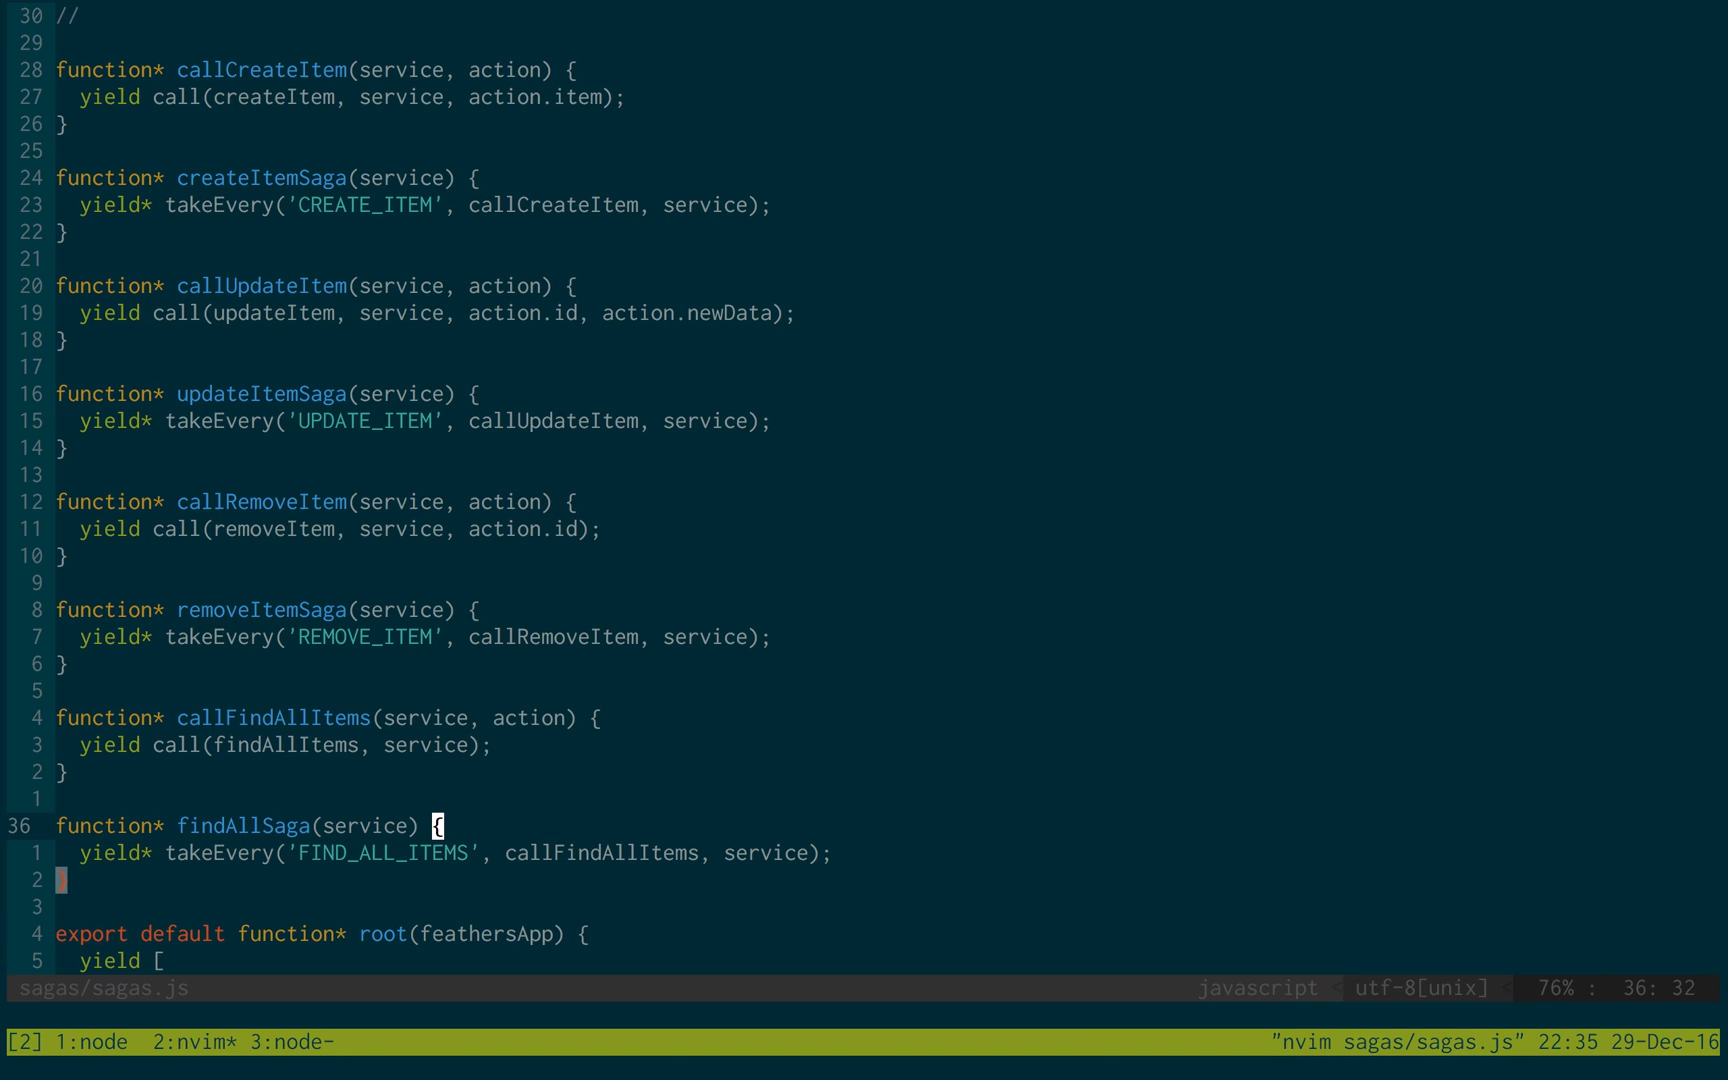 30 //
29
28 function* callCreateItem(service, action) {
27   yield call(createItem, service, action.item);
26 }
25
24 function* createItemSaga(service) {
23   yield* takeEvery('CREATE_ITEM', callCreateItem, service);
22 }
21
20 function* callUpdateItem(service, action) {
19   yield call(updateItem, service, action.id, action.newData);
18 }
17
16 function* updateItemSaga(service) {
15   yield* takeEvery('UPDATE_ITEM', callUpdateItem, service);
14 }
13
12 function* callRemoveItem(service, action) {
11   yield call(removeItem, service, action.id);
10 }
9
8 function* removeItemSaga(service) {
7   yield* takeEvery('REMOVE_ITEM', callRemoveItem, service);
6 }
5
4 function* callFindAllItems(service, action) {
3   yield call(findAllItems, service);
2 }
1
36 function* findAllSaga(service) {
1   yield* takeEvery('FIND_ALL_ITEMS', callFindAllItems, service);
2 }
3
4 export default function* root(feathersApp) {
5   yield [
sagas/sagas.js javascript < utf-8[unix] < 76% : 36: 32
[2] 1:node  2:nvim* 3:node- "nvim sagas/sagas.js" 22:35 29-Dec-16